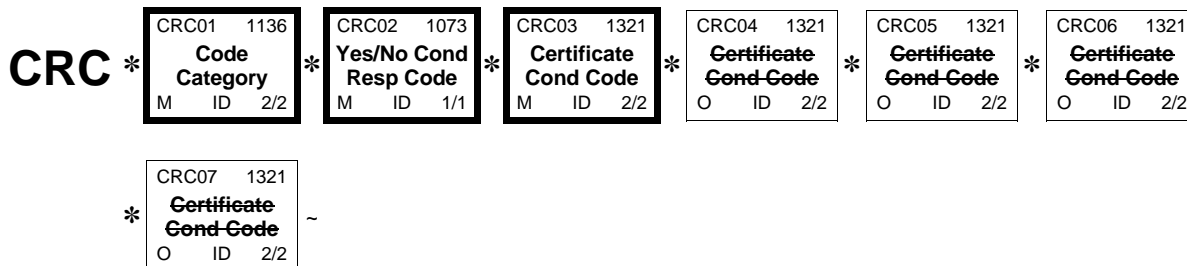 CRC01 1136 CRC02 1073 CRC03 1321 CRC04 1321 CRC05 1321 CRC06 1321
CRC * Code Category * Yes/No Cond Resp Code * Certificate Cond Code * Certificate Cond Code * Certificate Cond Code * Certificate Cond Code
M ID 2/2 M ID 1/1 M ID 2/2 O ID 2/2 O ID 2/2 O ID 2/2
CRC07 1321
* Certificate Cond Code ~
O ID 2/2